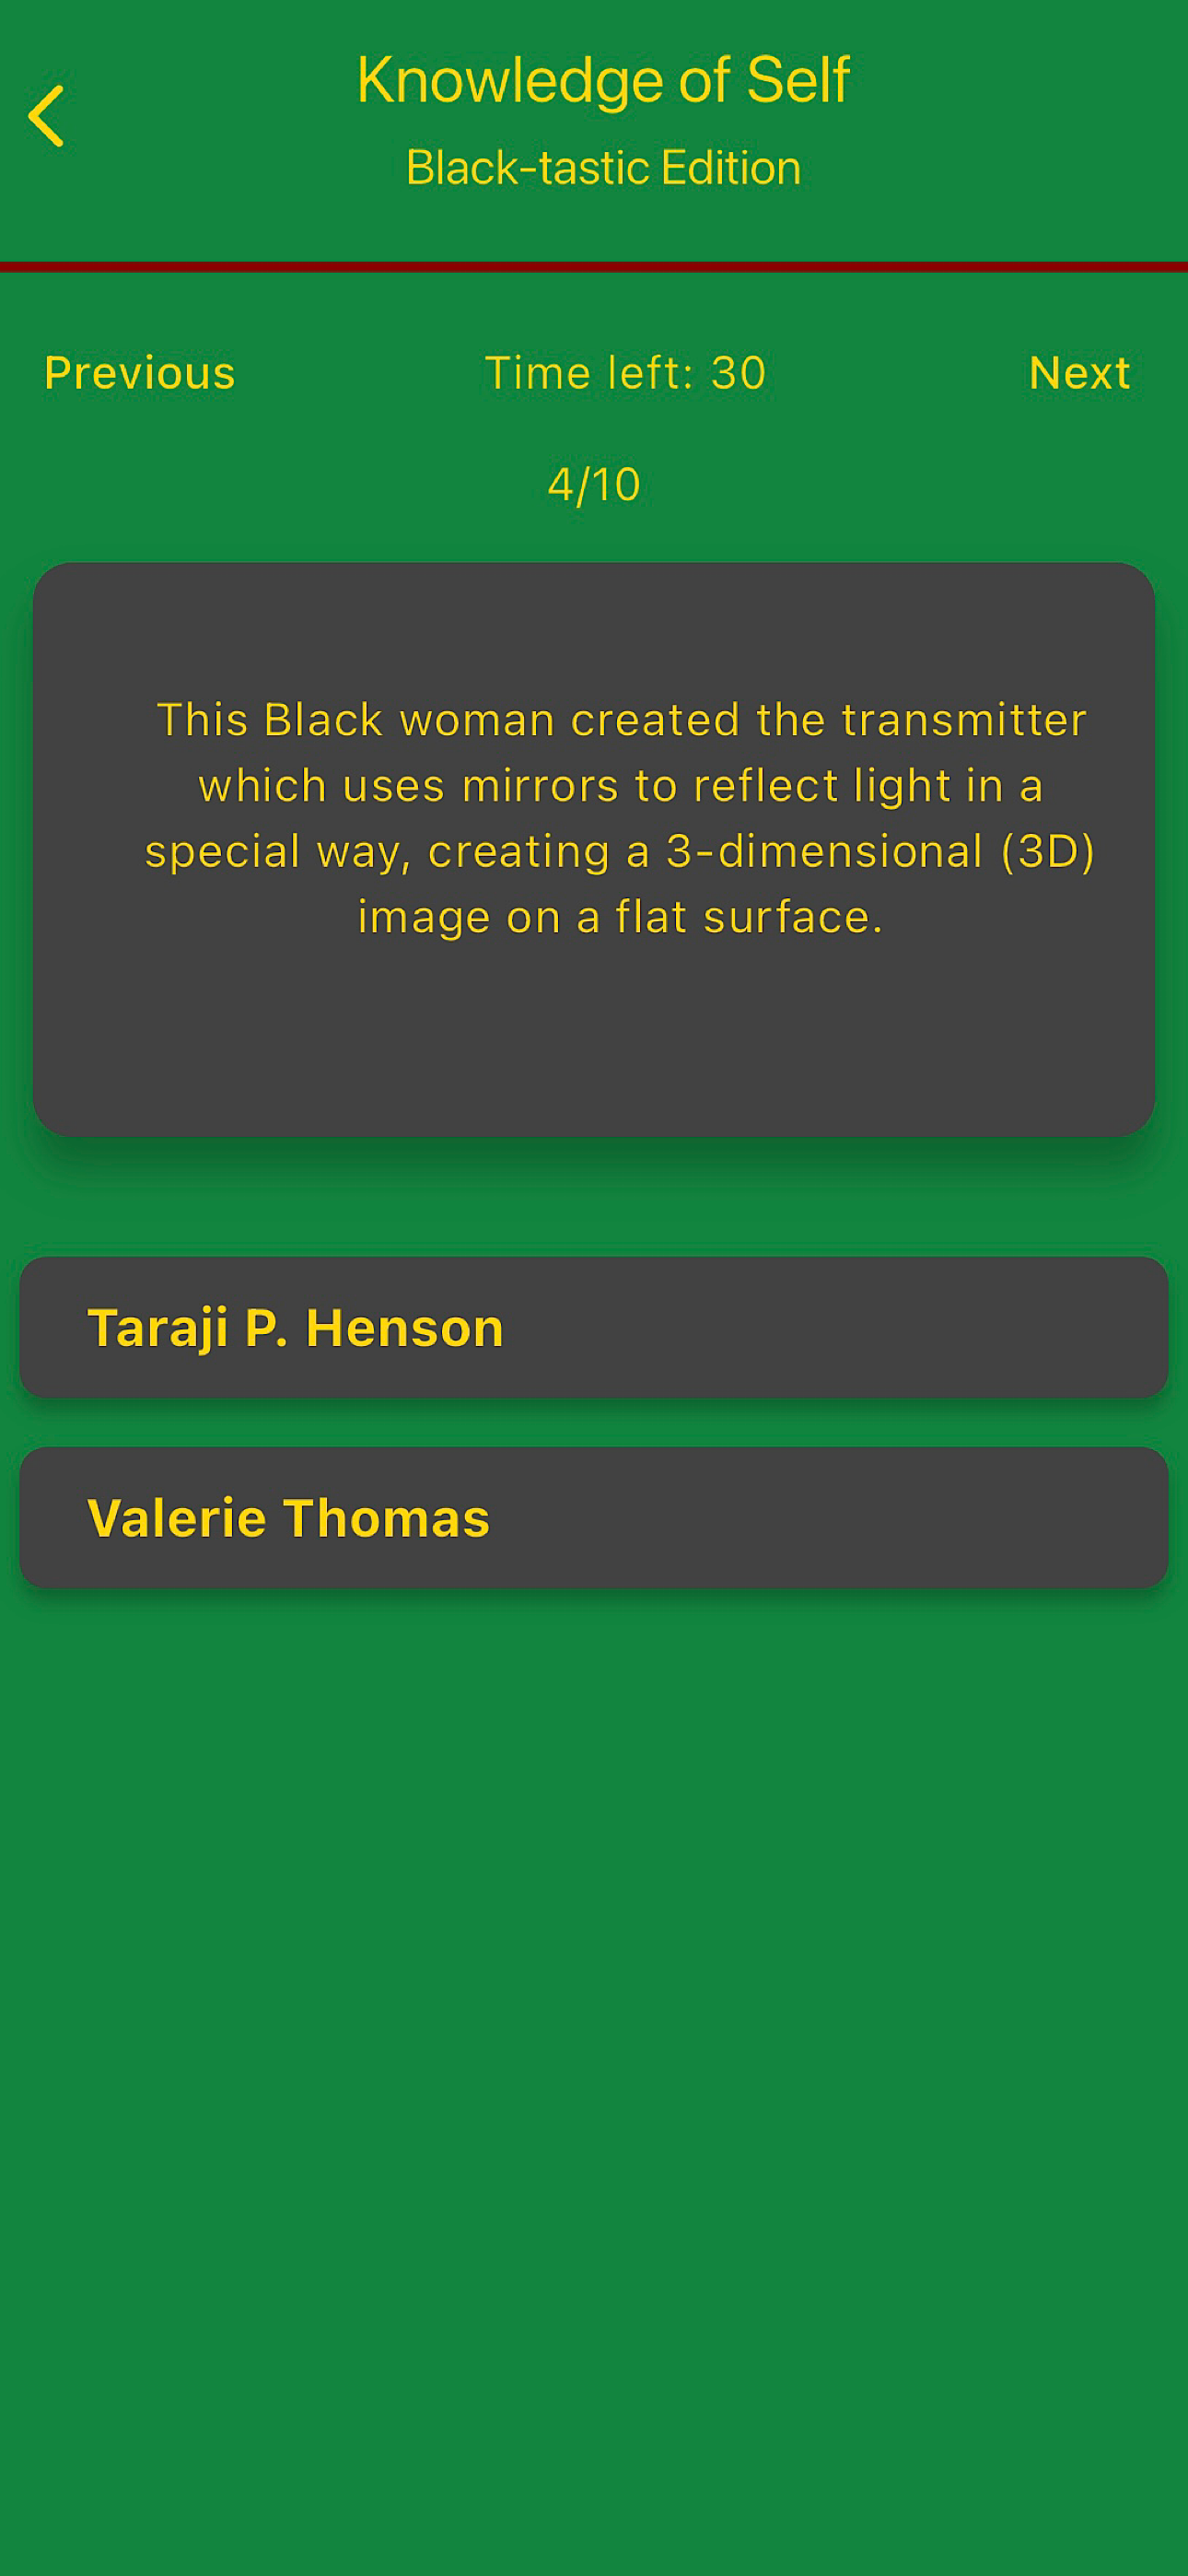 Knowledge of Self
Black-tastic Edition
Previous
Time left: 30
Next
4/10
This Black woman created the transmitter
which uses mirrors to reflect light in a
special way, creating a 3-dimensional (3D)
image on a flat surface.
Taraji P. Henson
Valerie Thomas